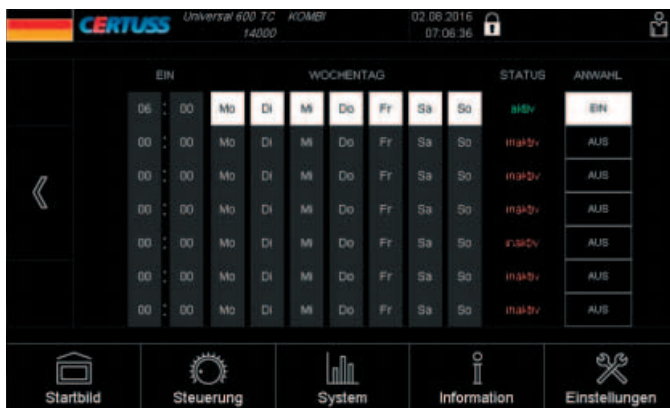 CERTUSS Universal 600 TC KOMBI 02.08.2016
14000 07:06:36
EIN WOCHENTAG STATUS ANWAHL
06 : 00 Mo Di Mi Do Fr Sa So aktiv EIN
00 : 00 Mo Di Mi Do Fr Sa So inaktiv AUS
00 : 00 Mo Di Mi Do Fr Sa So inaktiv AUS
00 : 00 Mo Di Mi Do Fr Sa So inaktiv AUS
00 : 00 Mo Di Mi Do Fr Sa So inaktiv AUS
00 : 00 Mo Di Mi Do Fr Sa So inaktiv AUS
00 : 00 Mo Di Mi Do Fr Sa So inaktiv AUS
Startbild Steuerung System Information Einstellungen